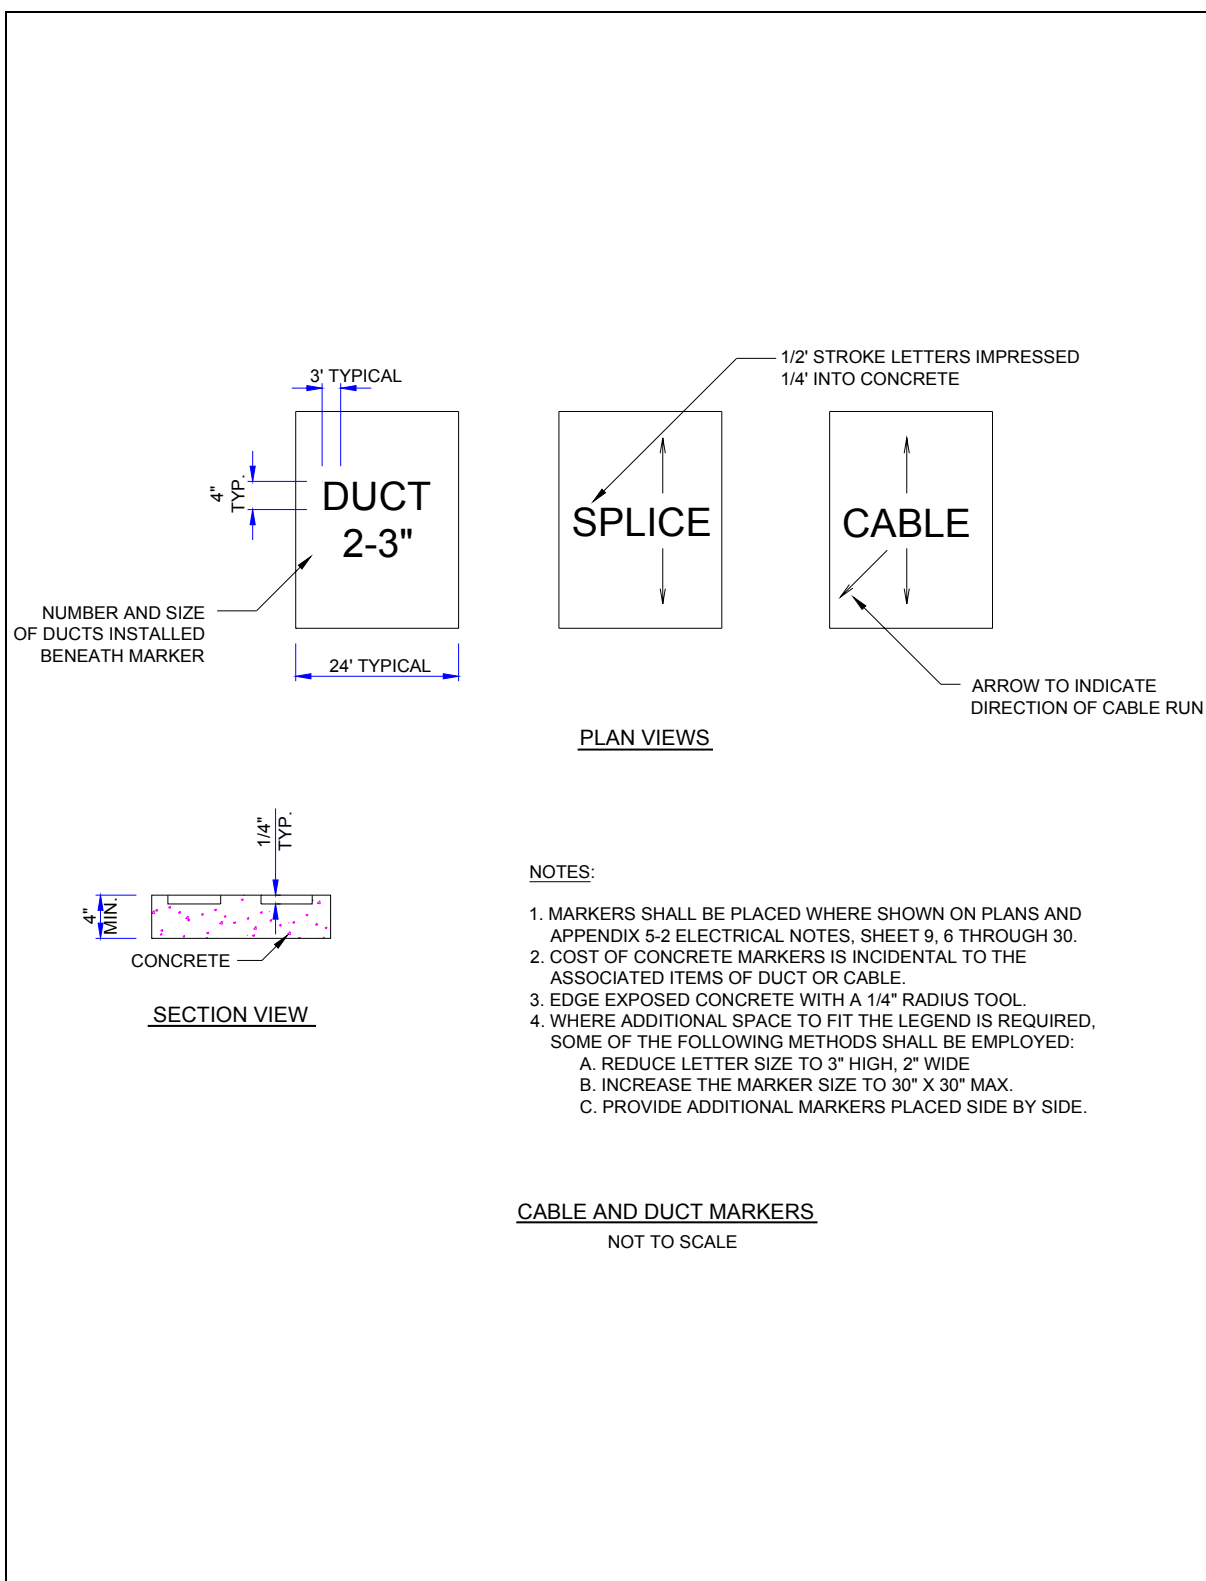 1/2' STROKE LETTERS IMPRESSED
1/4' INTO CONCRETE
3' TYPICAL
4"
TYP.
DUCT
2-3"
SPLICE
CABLE
NUMBER AND SIZE
OF DUCTS INSTALLED
BENEATH MARKER
24' TYPICAL
ARROW TO INDICATE
DIRECTION OF CABLE RUN
PLAN VIEWS
1/4"
TYP.
4"
MIN.
CONCRETE
SECTION VIEW
NOTES:
1. MARKERS SHALL BE PLACED WHERE SHOWN ON PLANS AND
APPENDIX 5-2 ELECTRICAL NOTES, SHEET 9, 6 THROUGH 30.
2. COST OF CONCRETE MARKERS IS INCIDENTAL TO THE
ASSOCIATED ITEMS OF DUCT OR CABLE.
3. EDGE EXPOSED CONCRETE WITH A 1/4" RADIUS TOOL.
4. WHERE ADDITIONAL SPACE TO FIT THE LEGEND IS REQUIRED,
SOME OF THE FOLLOWING METHODS SHALL BE EMPLOYED:
A. REDUCE LETTER SIZE TO 3" HIGH, 2" WIDE
B. INCREASE THE MARKER SIZE TO 30" X 30" MAX.
C. PROVIDE ADDITIONAL MARKERS PLACED SIDE BY SIDE.
CABLE AND DUCT MARKERS
NOT TO SCALE